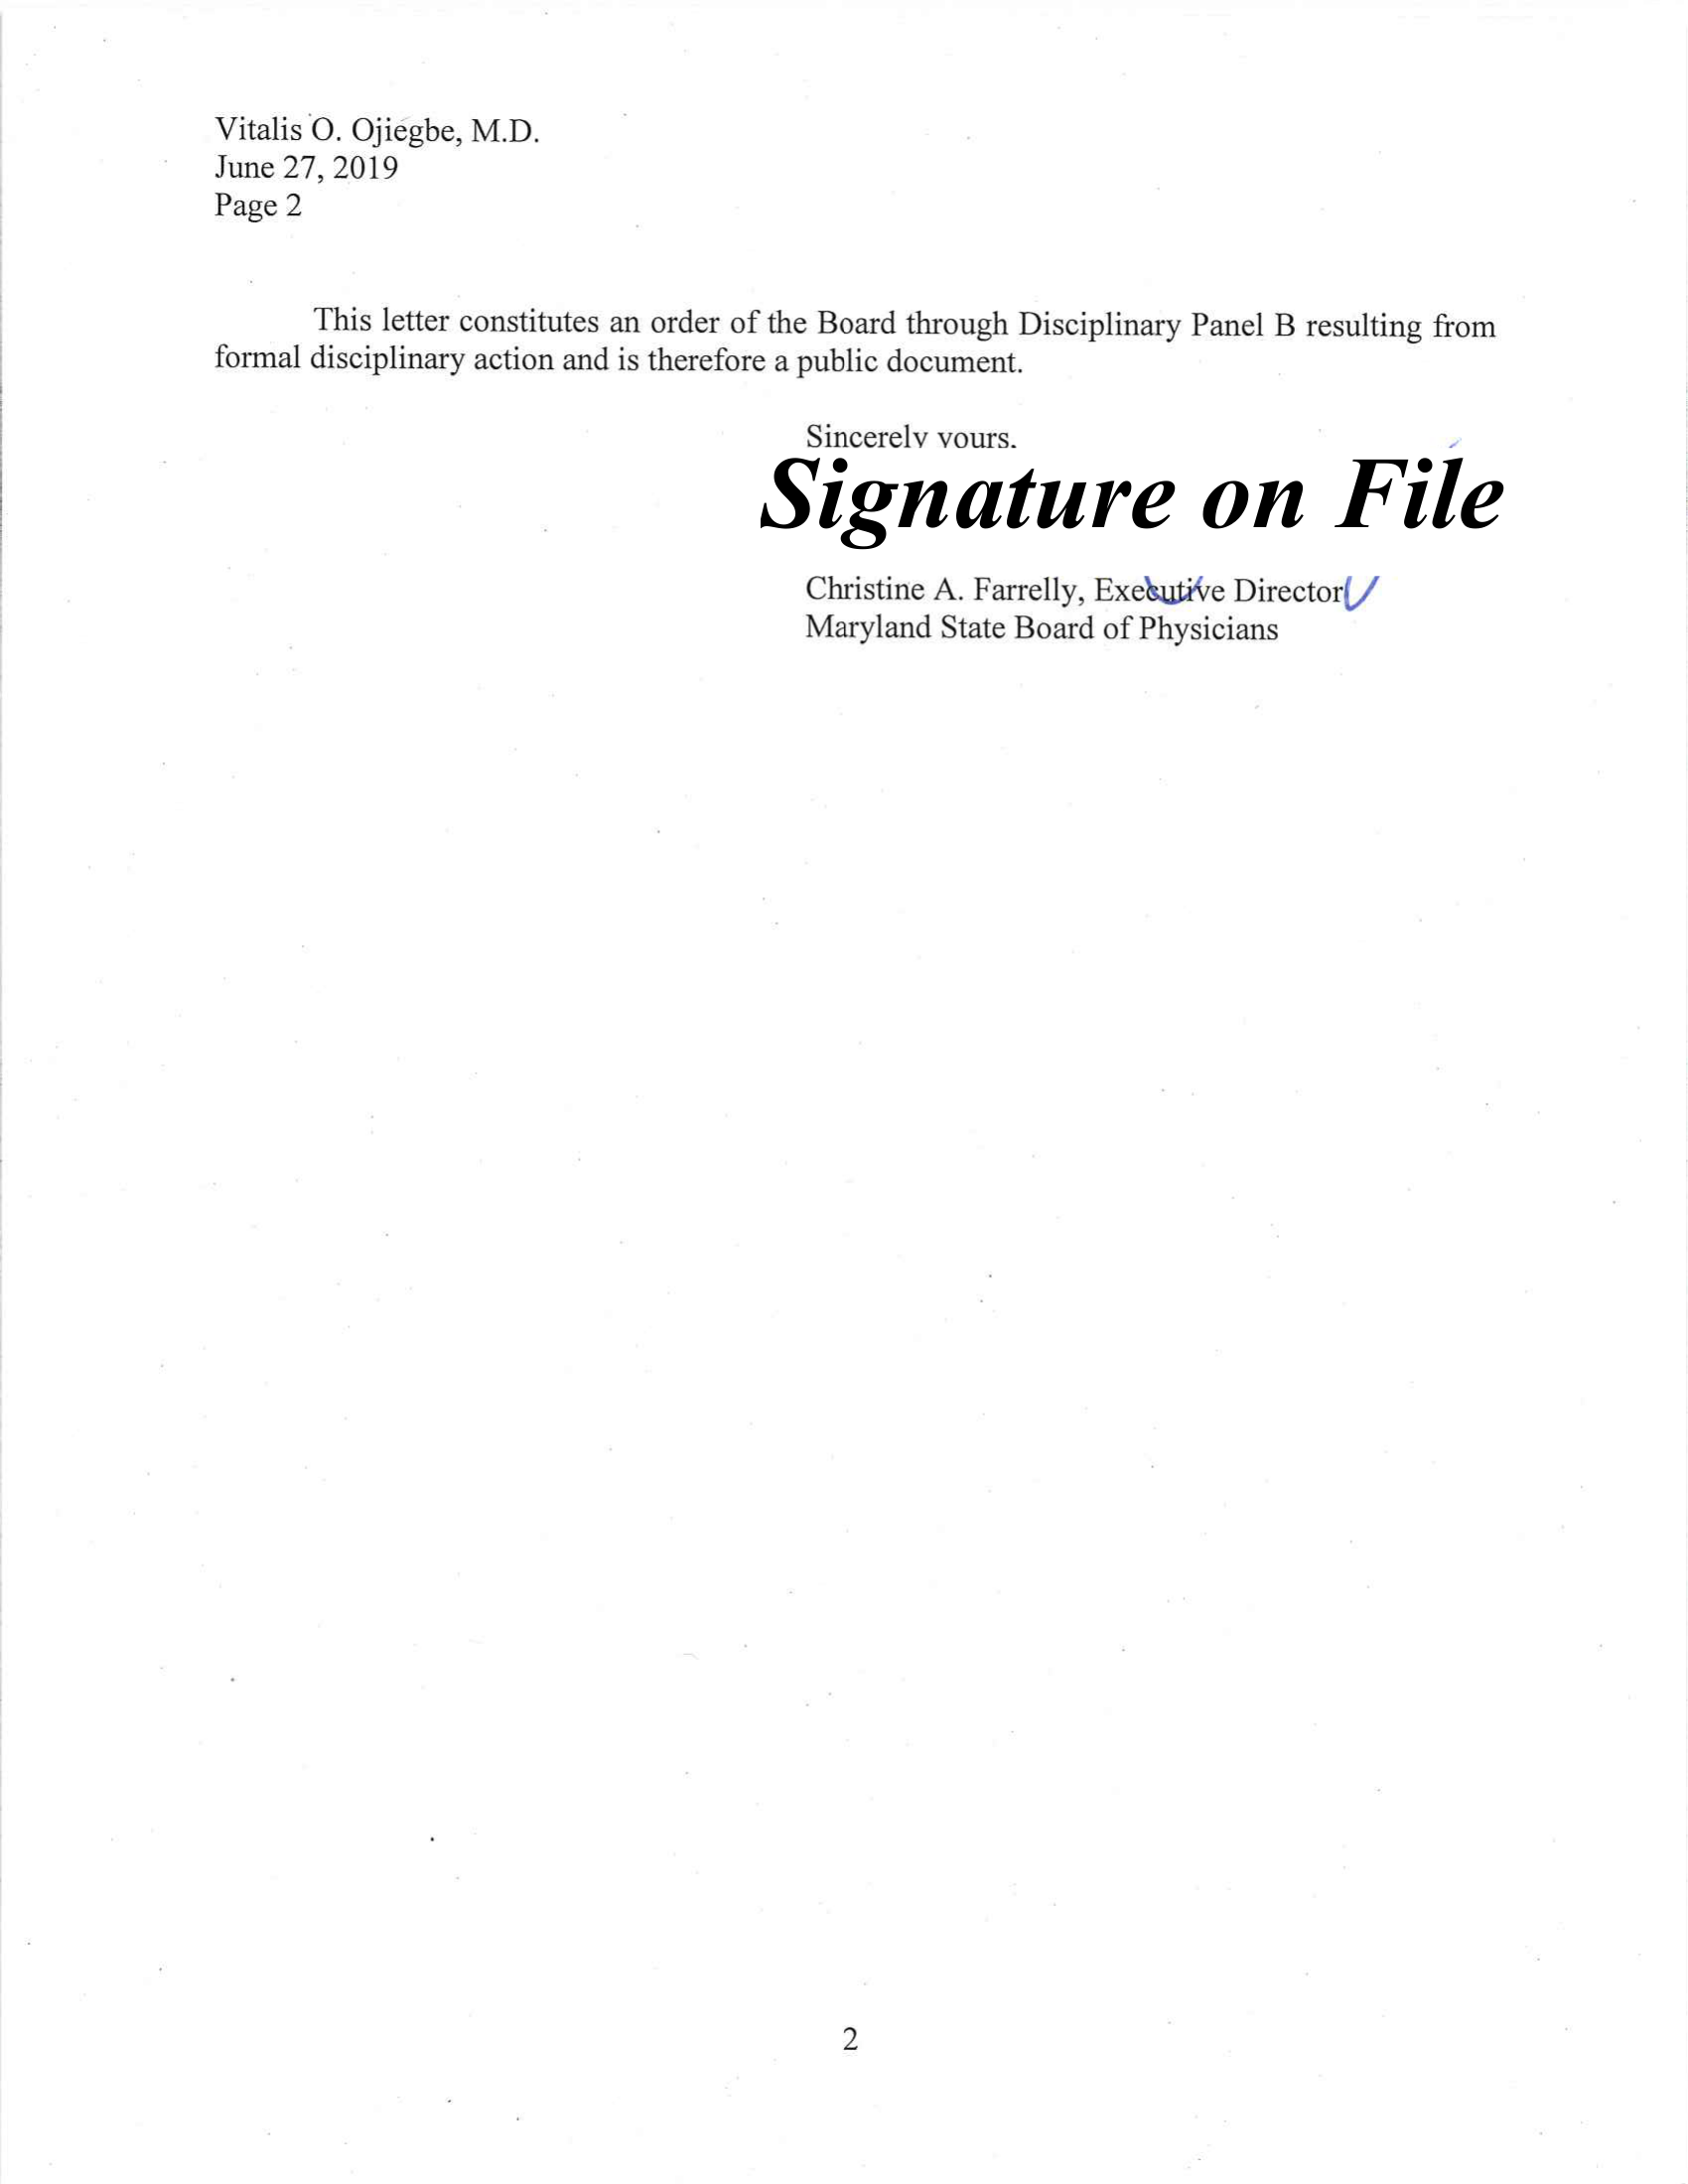 Vitalis O. Ojiegbe, M.D.
June 27, 2019
Page 2
This letter constitutes an order of the Board through Disciplinary Panel B resulting from
formal disciplinary action and is therefore a public document.
Sincerely yours,
Signature on File
Christine A. Farrelly, Executive Director
Maryland State Board of Physicians
2